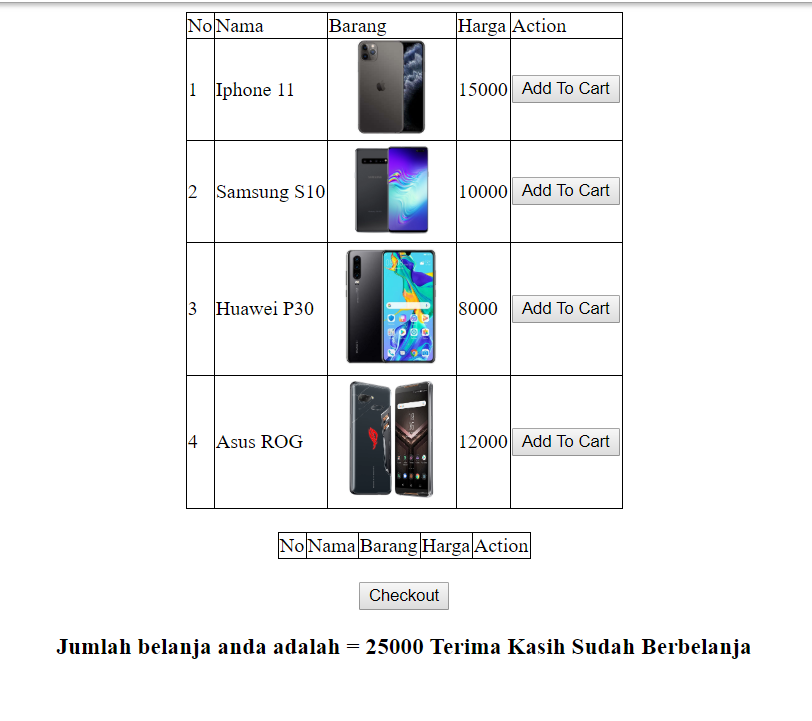 No Nama Barang Harga Action
1 Iphone 11 15000 Add To Cart
2 Samsung S10 10000 Add To Cart
3 Huawei P30 8000 Add To Cart
4 Asus ROG 12000 Add To Cart
No Nama Barang Harga Action
Checkout
Jumlah belanja anda adalah = 25000 Terima Kasih Sudah Berbelanja